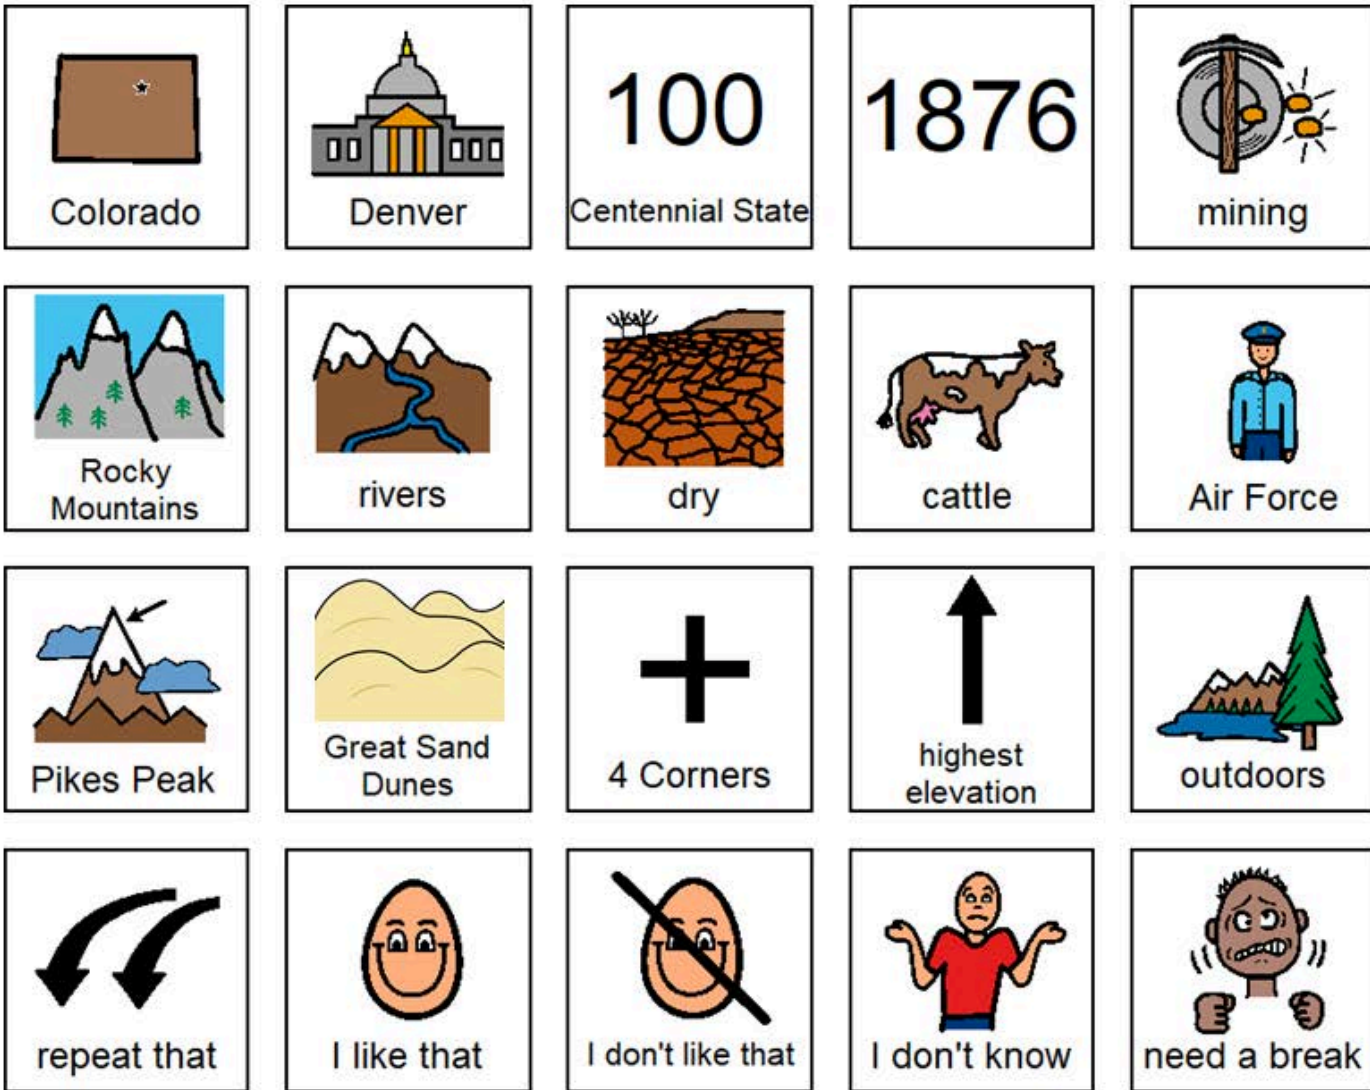 Colorado
Denver
100
Centennial State
1876
mining
Rocky
Mountains
rivers
dry
cattle
Air Force
Pikes Peak
Great Sand
Dunes
4 Corners
highest
elevation
outdoors
repeat that
I like that
I don't like that
I don't know
need a break